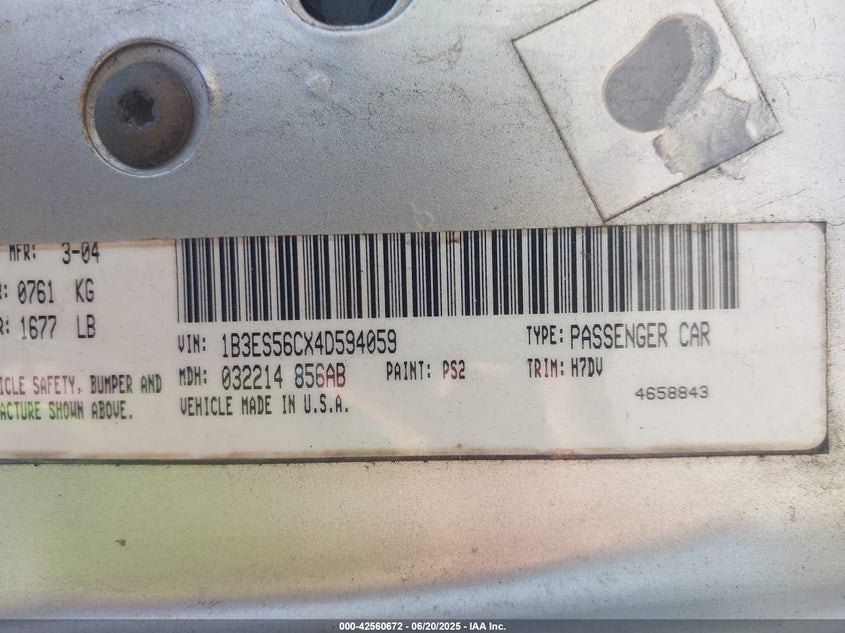 MFR: 3-04
R: 0761 KG
R: 1677 LB
ICLE SAFETY, BUMPER AND
FACTURE SHOWN ABOVE.
VIN: 1B3ES56CX4D594059
TYPE: PASSENGER CAR
MDH: 032214 856AB
PAINT: PS2
TRIM: H7DV
VEHICLE MADE IN U.S.A.
4658843
000-42560672 - 06/20/2025 - IAA Inc.